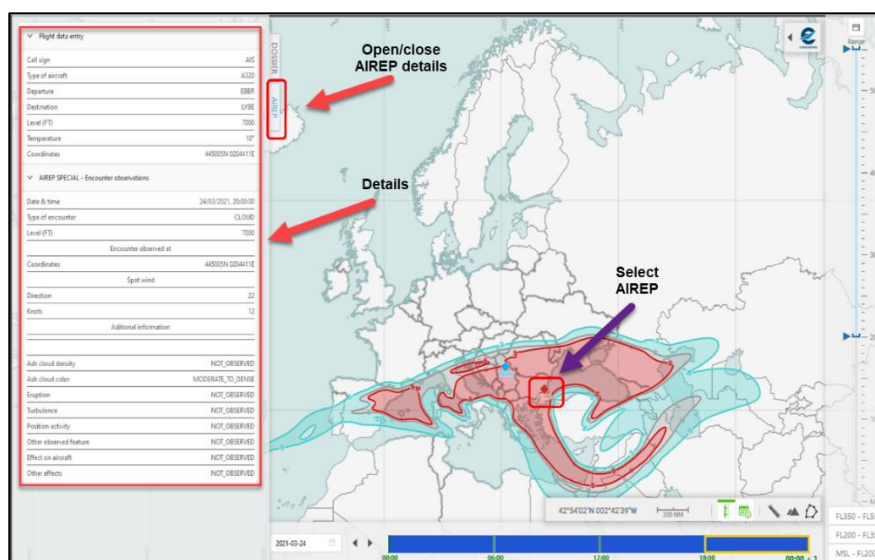 Flight data entry
Call sign AIS
Type of aircraft A320
Departure EBBR
Destination LYBE
Level (FT) 7000
Temperature 10°
Coordinates 445005N 0204411E
AIREP SPECIAL - Encounter observations
Date & time 24/03/2021, 20:00:00
Type of encounter CLOUD
Level (FT) 7000
Encounter observed at
Coordinates 445005N 0204411E
Spot wind
Direction 22
Knots 12
Aditional information
Ash cloud density NOT_OBSERVED
Ash cloud color MODERATE_TO_DENSE
Eruption NOT_OBSERVED
Turbulence NOT_OBSERVED
Position activity NOT_OBSERVED
Other observed feature NOT_OBSERVED
Effect on aircraft NOT_OBSERVED
Other effects NOT_OBSERVED
DOSSIER
AIREP
Open/close
AIREP details
Details
Select
AIREP
Range
42°54'02"N 002°42'39"W
200 NM
2021-03-24
00:00 06:00 12:00 18:00 00:00 + 1
FL200 - FL35
MSL - FL200